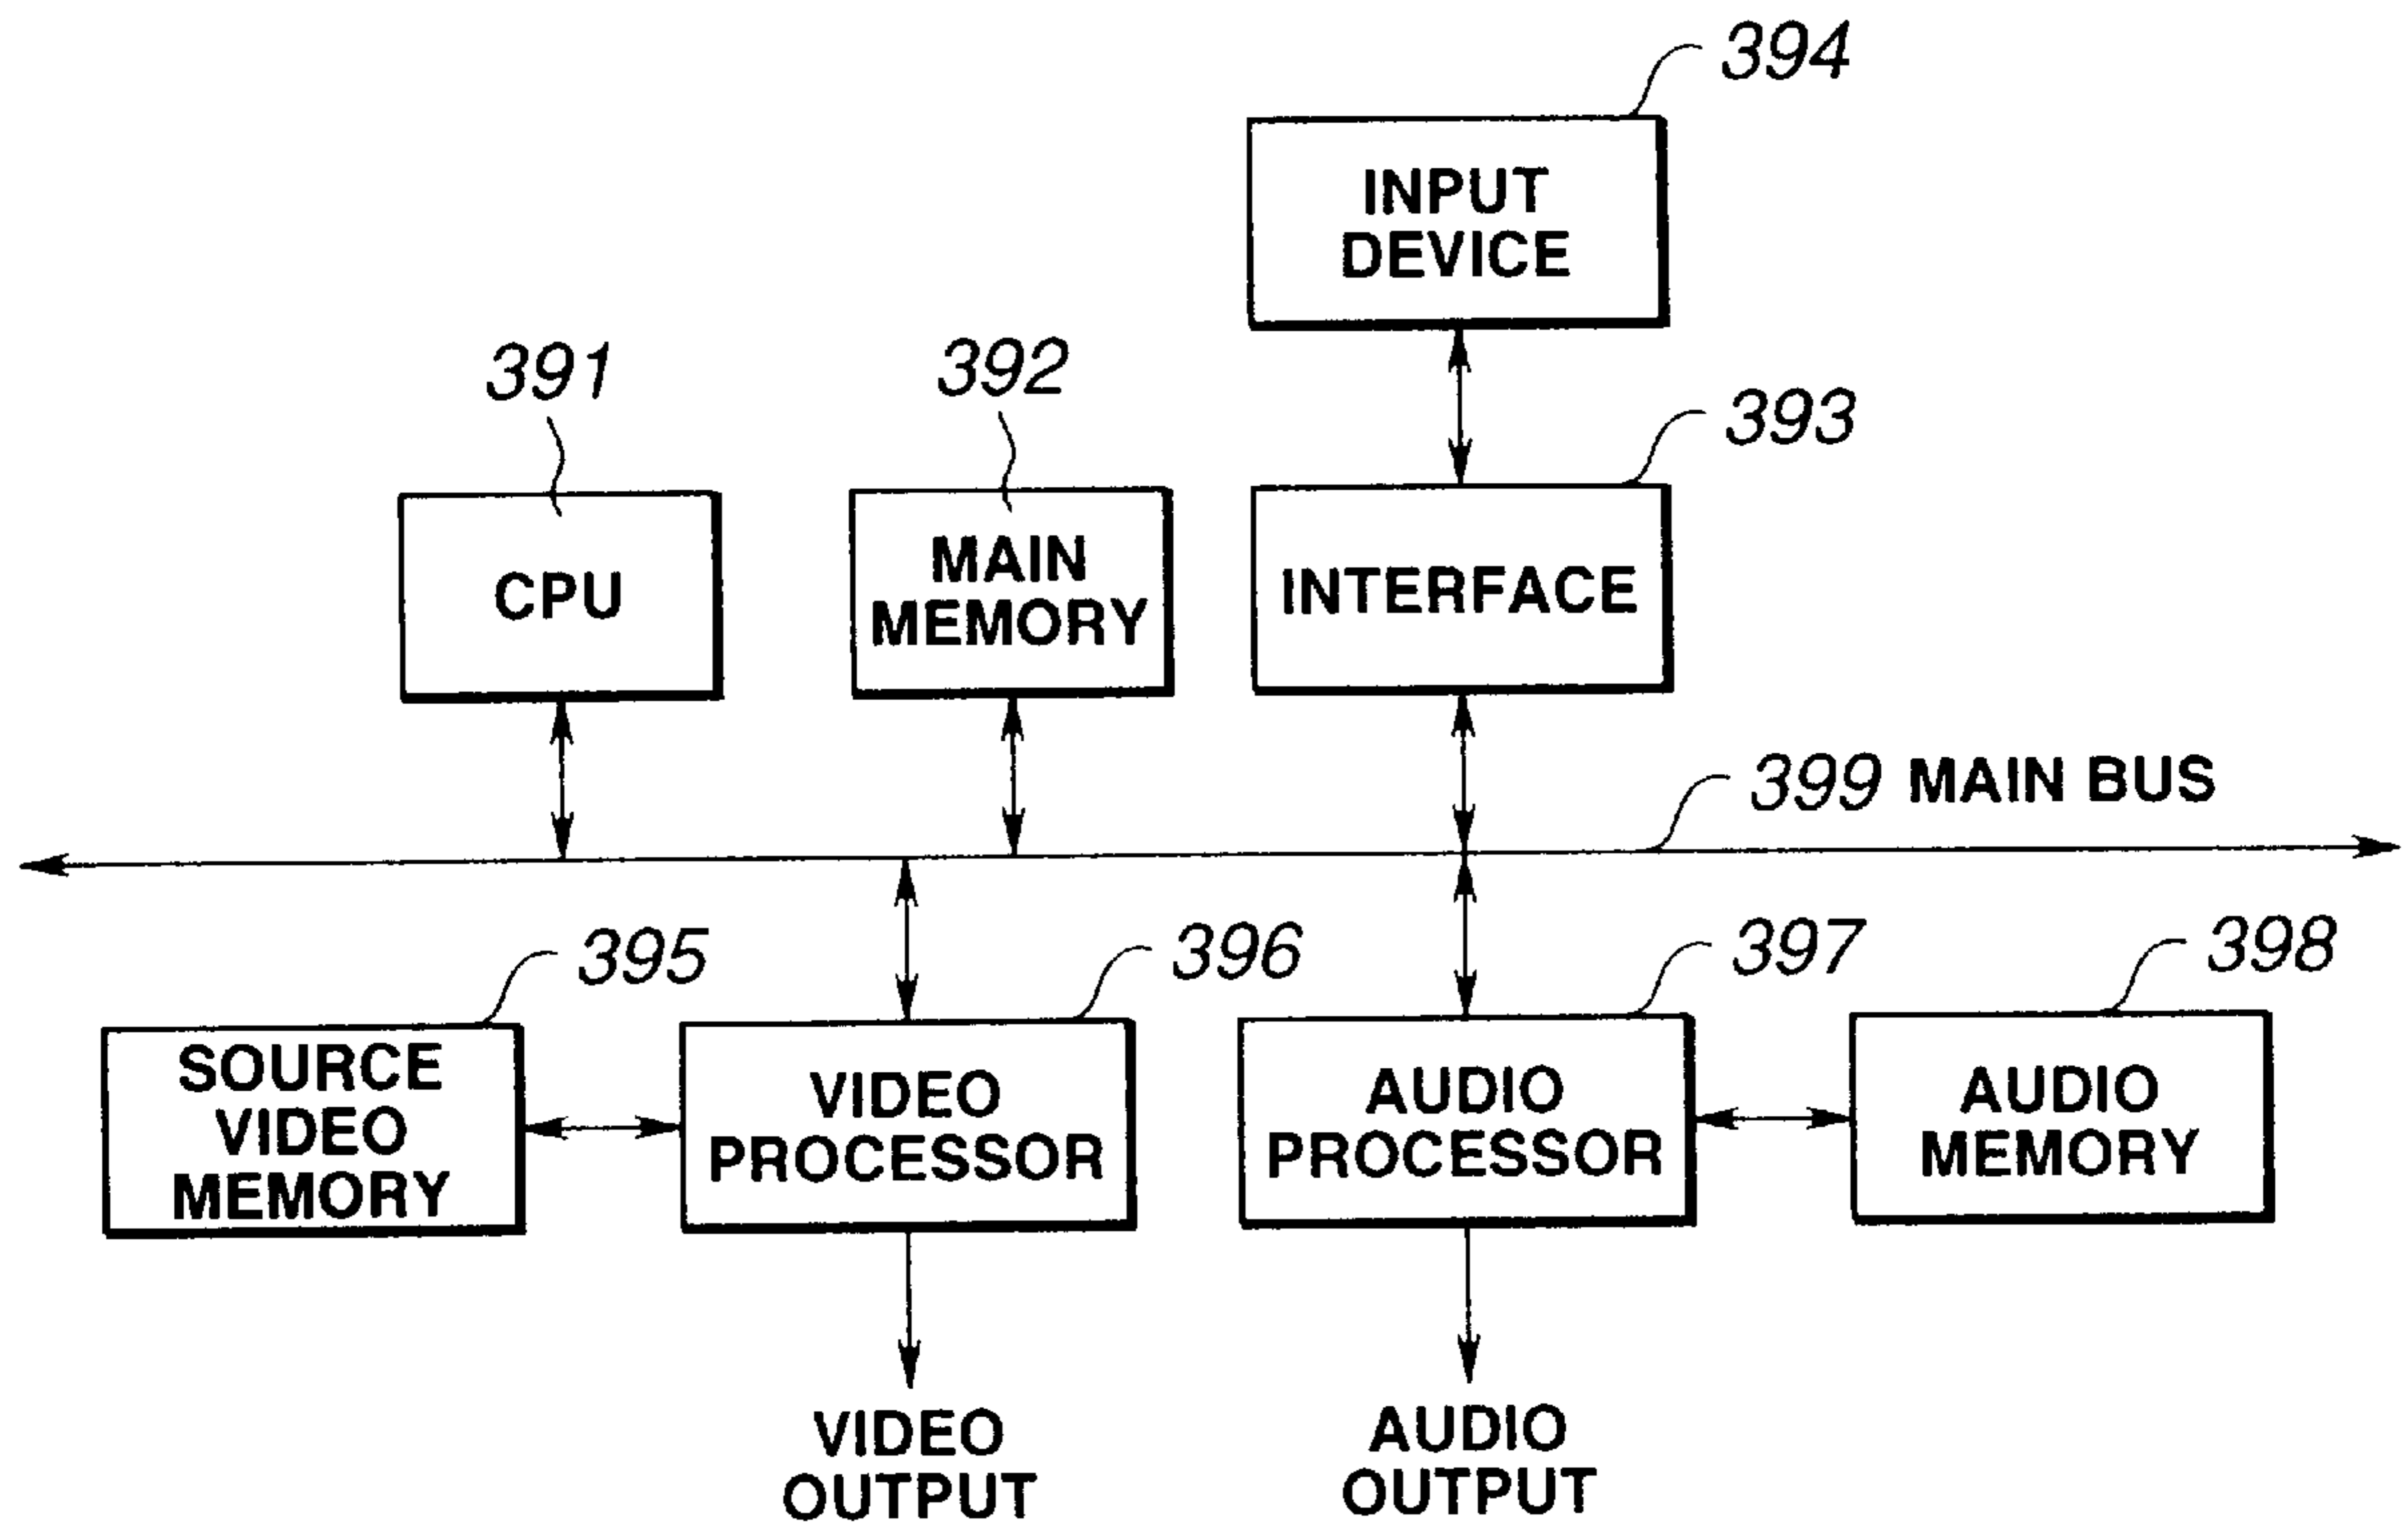 394
INPUT
DEVICE
391
392
393
CPU
MAIN
MEMORY
INTERFACE
399 MAIN BUS
395
396
397
398
SOURCE
VIDEO
MEMORY
VIDEO
PROCESSOR
AUDIO
PROCESSOR
AUDIO
MEMORY
VIDEO
OUTPUT
AUDIO
OUTPUT